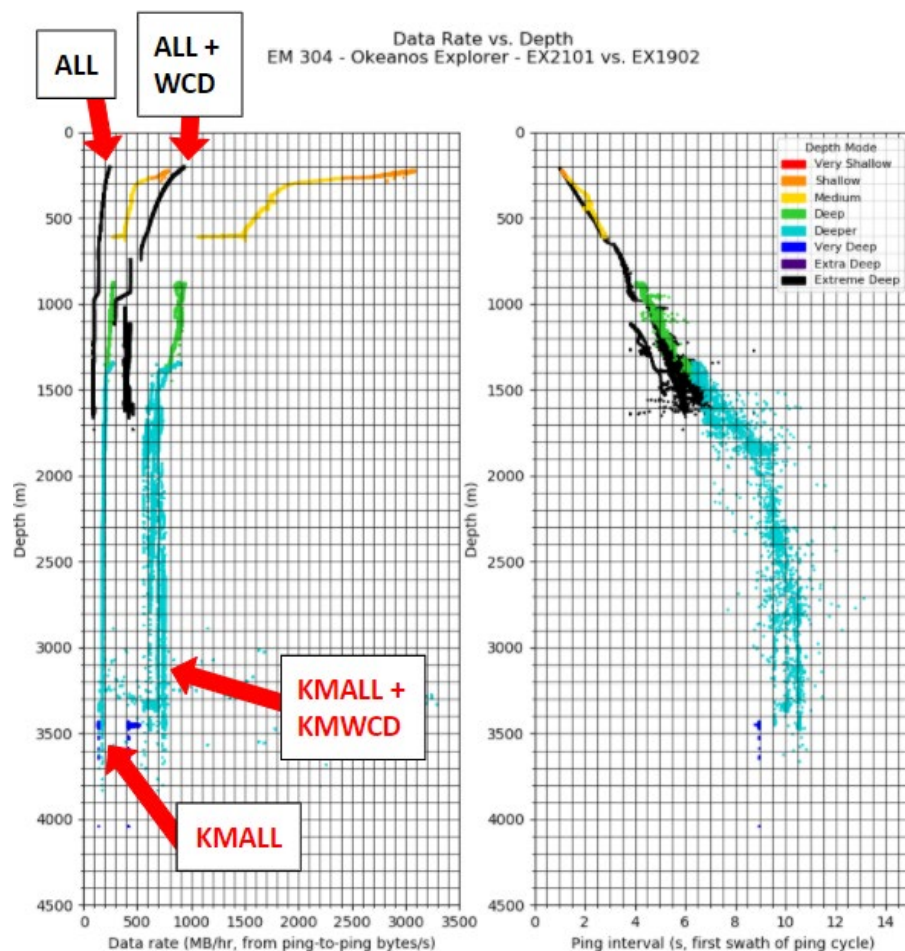 Data Rate vs. Depth
EM 304 - Okeanos Explorer - EX2101 vs. EX1902
ALL
ALL +
WCD
0
500
1000
1500
2000
2500
3000
3500
4000
4500
Depth (m)
0
500
1000
1500
2000
2500
3000
3500
Data rate (MB/hr, from ping-to-ping bytes/s)
KMALL +
KMWCD
KMALL
0
500
1000
1500
2000
2500
3000
3500
4000
4500
Depth (m)
0
2
4
6
8
10
12
14
Ping interval (s, first swath of ping cycle)
Depth Mode
Very Shallow
Shallow
Medium
Deep
Deeper
Very Deep
Extra Deep
Extreme Deep